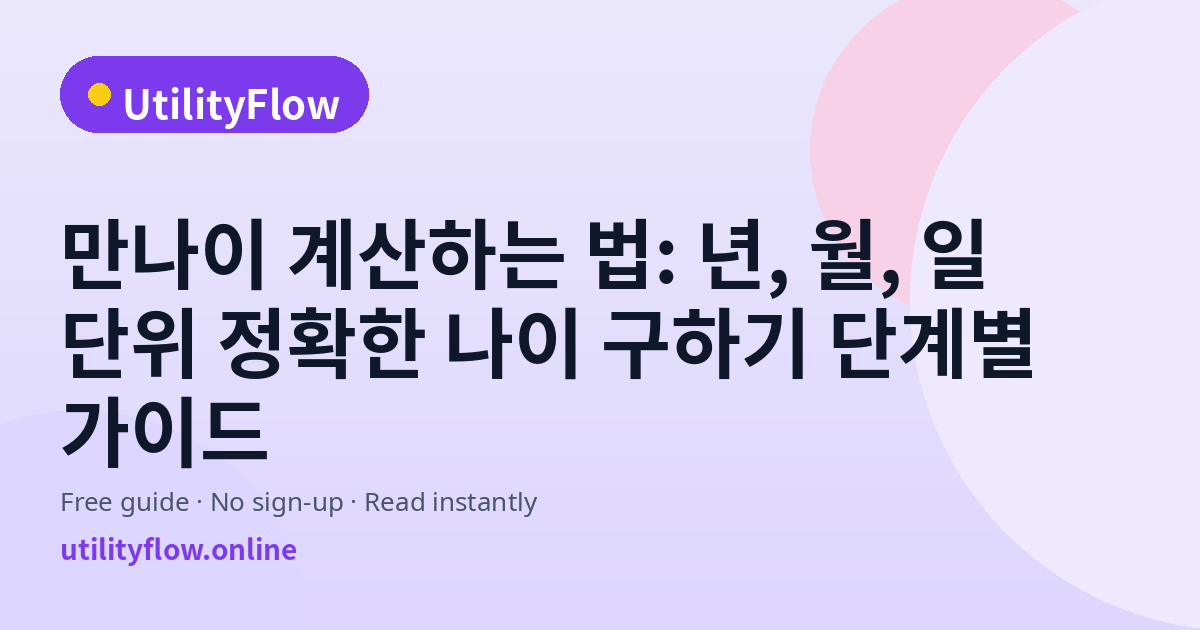 UtilityFlow
만나이 계산하는 법: 년, 월, 일
단위 정확한 나이 구하기 단계별
가이드
Free guide · No sign-up · Read instantly
utilityflow.online